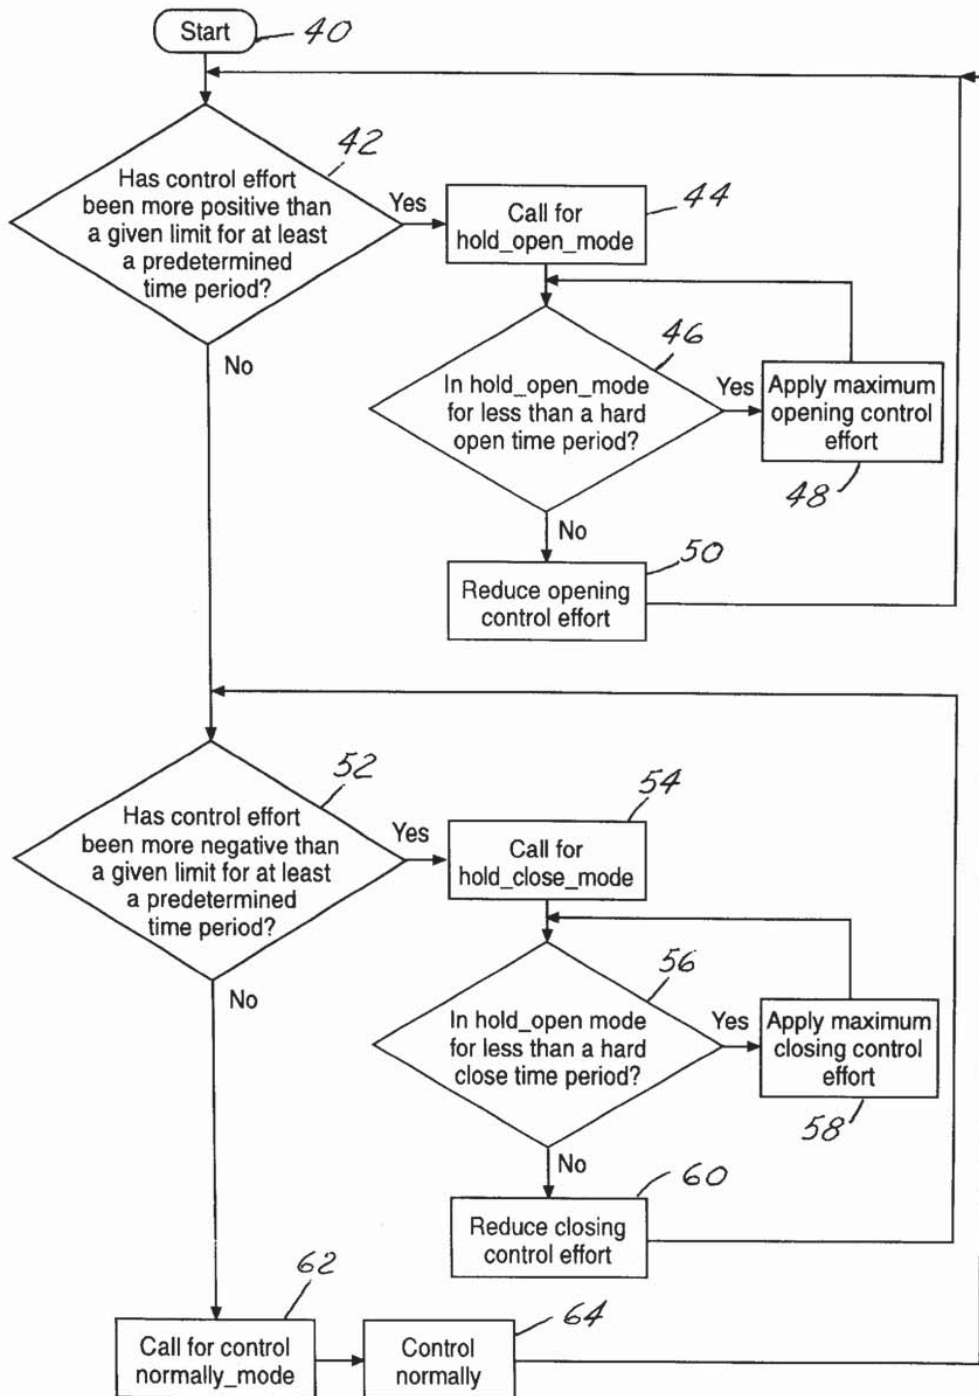 Start
40
42
Has control effort
been more positive than
a given limit for at least
a predetermined
time period?
Yes
Call for
hold_open_mode
44
No
46
In hold_open_mode
for less than a hard
open time period?
Yes
Apply maximum
opening control
effort
48
No
50
Reduce opening
control effort
52
Has control effort
been more negative than
a given limit for at least
a predetermined
time period?
Yes
54
Call for
hold_close_mode
No
56
In hold_open mode
for less than a hard
close time period?
Yes
Apply maximum
closing control
effort
58
No
60
Reduce closing
control effort
62
Call for control
normally_mode
64
Control
normally